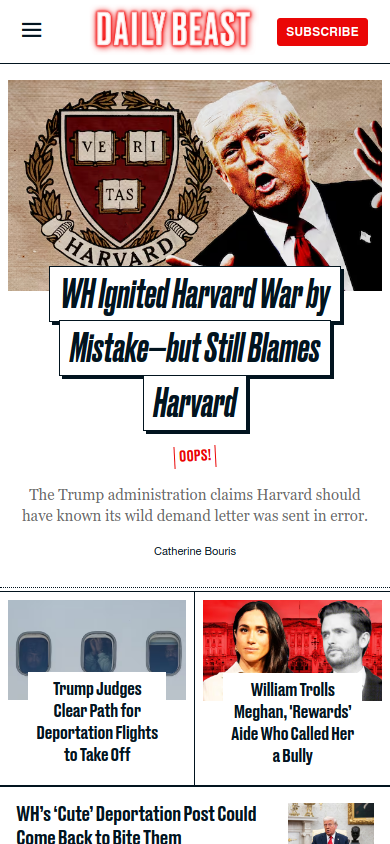 DAILY BEAST
SUBSCRIBE
VE RI
TAS
HARVARD
WH Ignited Harvard War by
Mistake—but Still Blames
Harvard
OOPS!
The Trump administration claims Harvard should
have known its wild demand letter was sent in error.
Catherine Bouris
Trump Judges
Clear Path for
Deportation Flights
to Take Off
William Trolls
Meghan, 'Rewards'
Aide Who Called Her
a Bully
WH's ‘Cute’ Deportation Post Could
Come Back to Bite Them